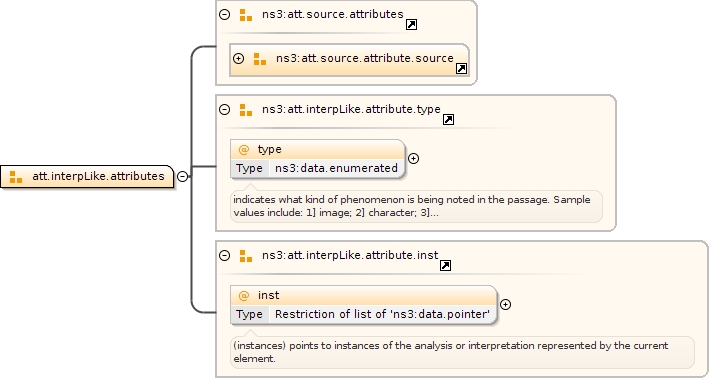 ns3:att.source.attributes
ns3:att.source.attribute.source
ns3:att.interpLike.attribute.type
@ type
Type ns3:data.enumerated
indicates what kind of phenomenon is being noted in the passage. Sample
values include: 1] image; 2] character; 3]...
att.interpLike.attributes
ns3:att.interpLike.attribute.inst
@ inst
Type Restriction of list of 'ns3:data.pointer'
(instances) points to instances of the analysis or interpretation represented by the current
element.